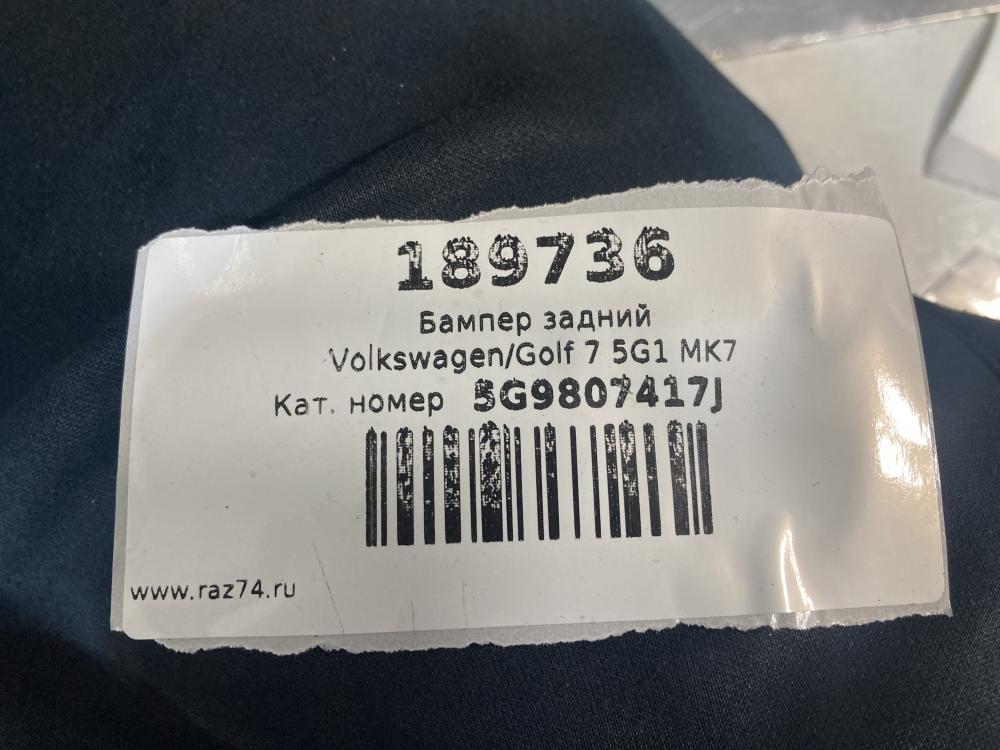 189736
Бампер задний
Volkswagen/Golf 7 5G1 MK7
Кат. номер 5G9807417J
www.raz74.ru